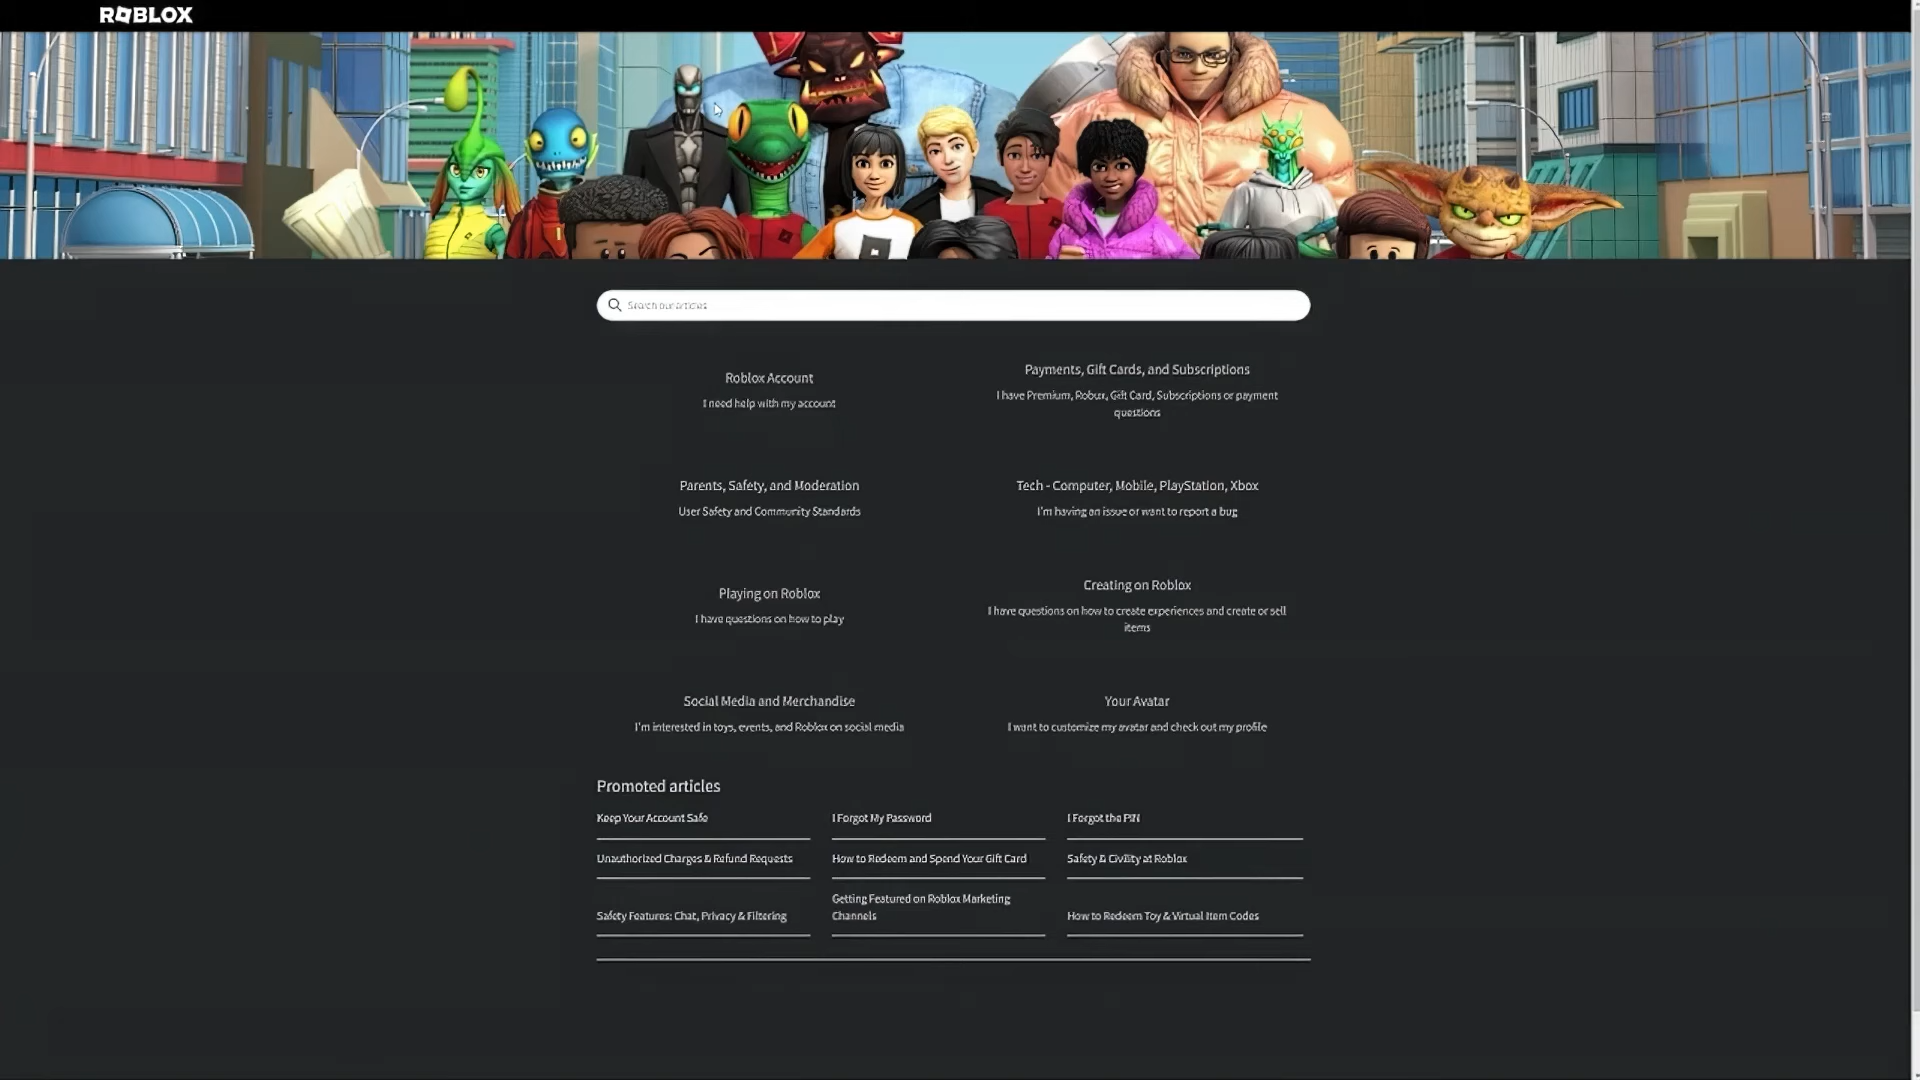 ROBLOX
Search our articles
Roblox Account
I need help with my account
Payments, Gift Cards, and Subscriptions
I have Premium, Robux, Gift Card, Subscriptions or payment
questions
Parents, Safety, and Moderation
User Safety and Community Standards
Tech - Computer, Mobile, PlayStation, Xbox
I'm having an issue or want to report a bug
Playing on Roblox
I have questions on how to play
Creating on Roblox
I have questions on how to create experiences and create or sell
items
Social Media and Merchandise
I'm interested in toys, events, and Roblox on social media
Your Avatar
I want to customize my avatar and check out my profile
Promoted articles
Keep Your Account Safe
I Forgot My Password
I Forgot the PIN
Unauthorized Charges & Refund Requests
How to Redeem and Spend Your Gift Card
Safety & Civility at Roblox
Safety Features: Chat, Privacy & Filtering
Getting Featured on Roblox Marketing
Channels
How to Redeem Toy & Virtual Item Codes